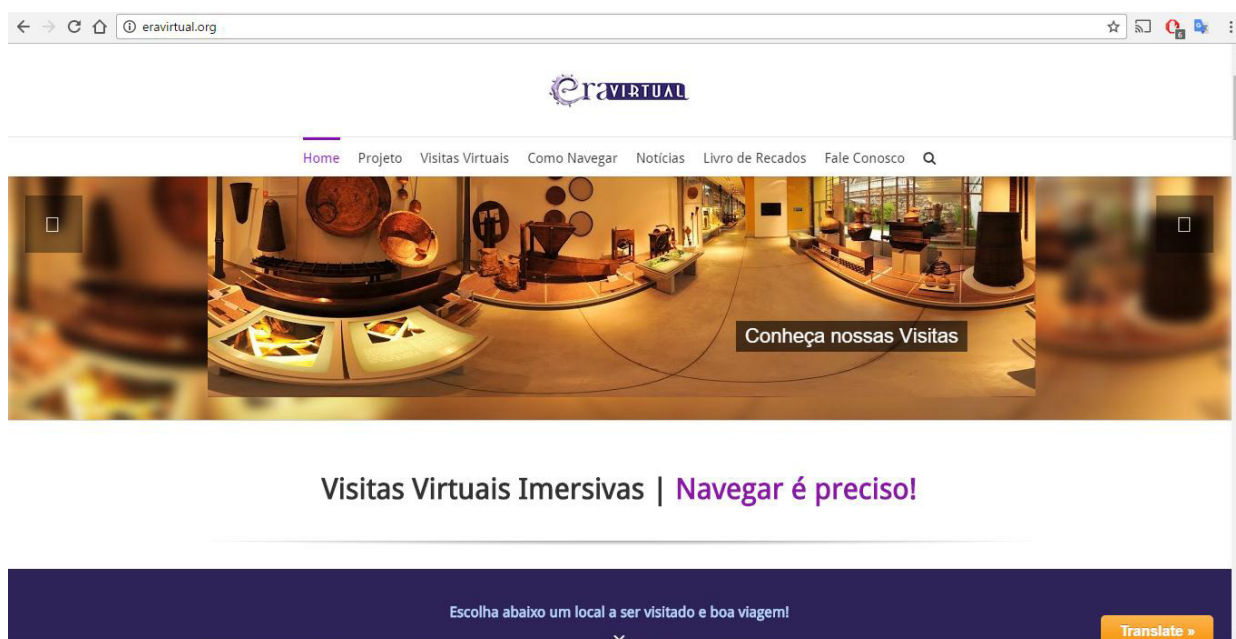 eravirtual.org
6
eraVIRTUAL
Home Projeto Visitas Virtuais Como Navegar Notícias Livro de Recados Fale Conosco
Conheça nossas Visitas
Visitas Virtuais Imersivas | Navegar é preciso!
Escolha abaixo um local a ser visitado e boa viagem!
Translate »